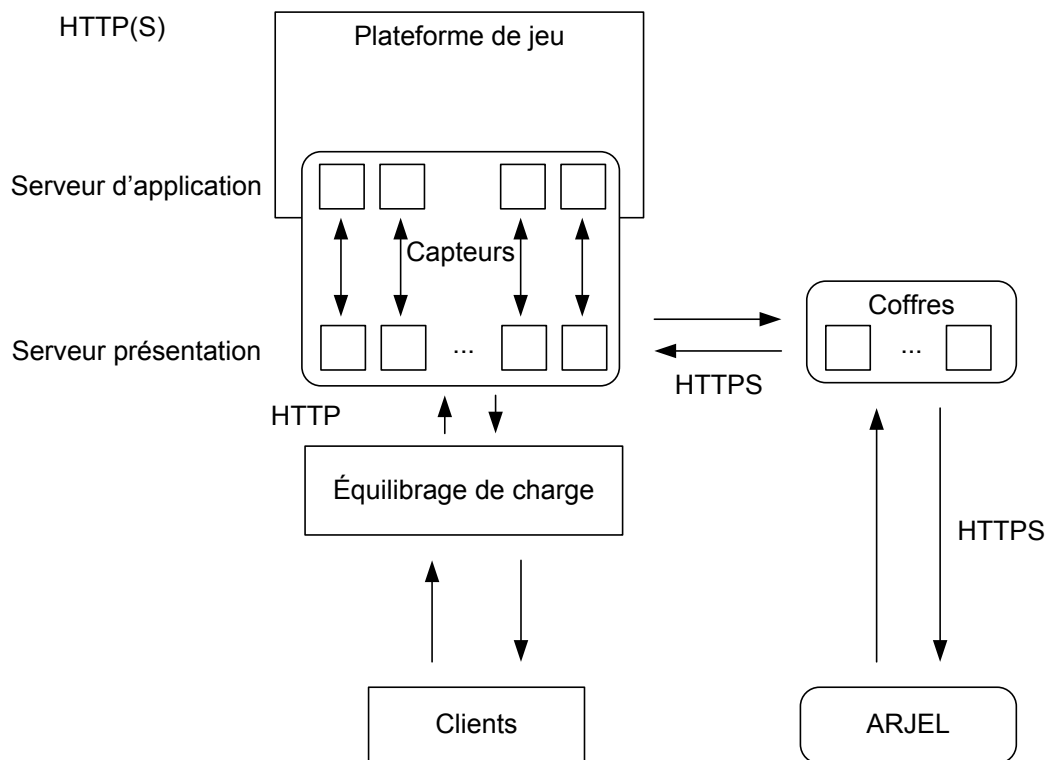 HTTP(S)
Plateforme de jeu
Serveur d’application
Capteurs
Coffres
Serveur présentation
...
...
HTTPS
HTTP
Équilibrage de charge
HTTPS
Clients
ARJEL